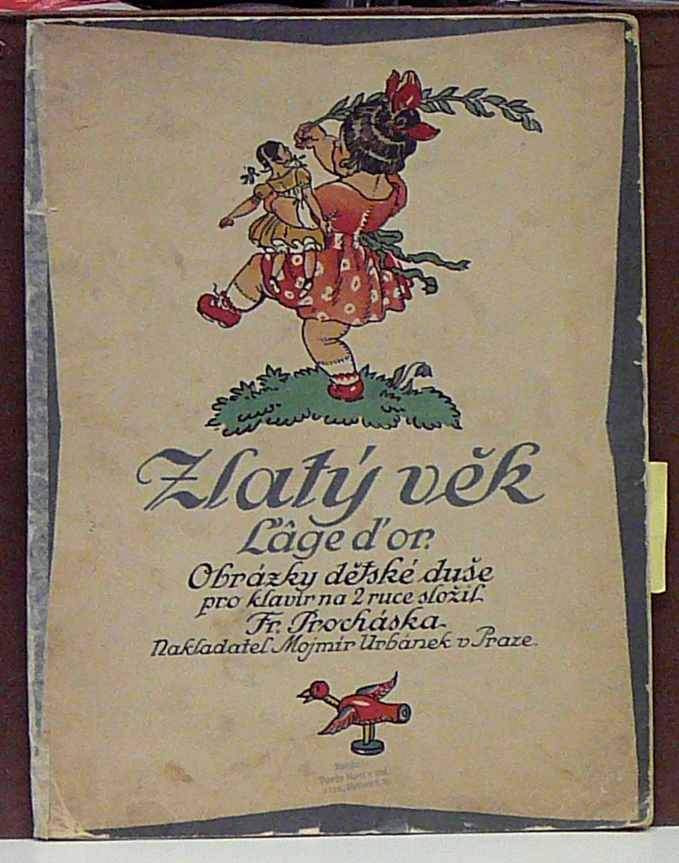 Zlatý věk
L'âge d'or.
Obrázky dětské duše
pro klavír na 2 ruce složil
Fr. Procháska.
Nakladatel Mojmír Urbánek v Praze.